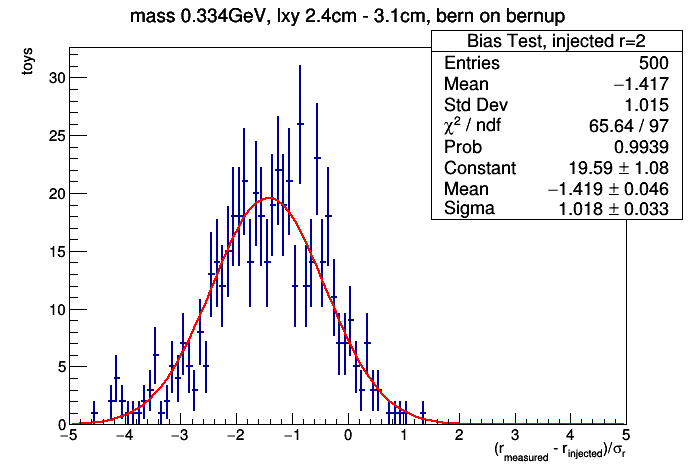 mass 0.334GeV, lxy 2.4cm - 3.1cm, bern on bernup
toys
Bias Test, injected r=2
Entries 500
Mean −1.417
Std Dev 1.015
χ² / ndf 65.64 / 97
Prob 0.9939
Constant 19.59 ± 1.08
Mean −1.419 ± 0.046
Sigma 1.018 ± 0.033
30
25
20
15
10
5
0
−5 −4 −3 −2 −1 0 1 2 3 4 5
(r_measured - r_injected)/σ_r